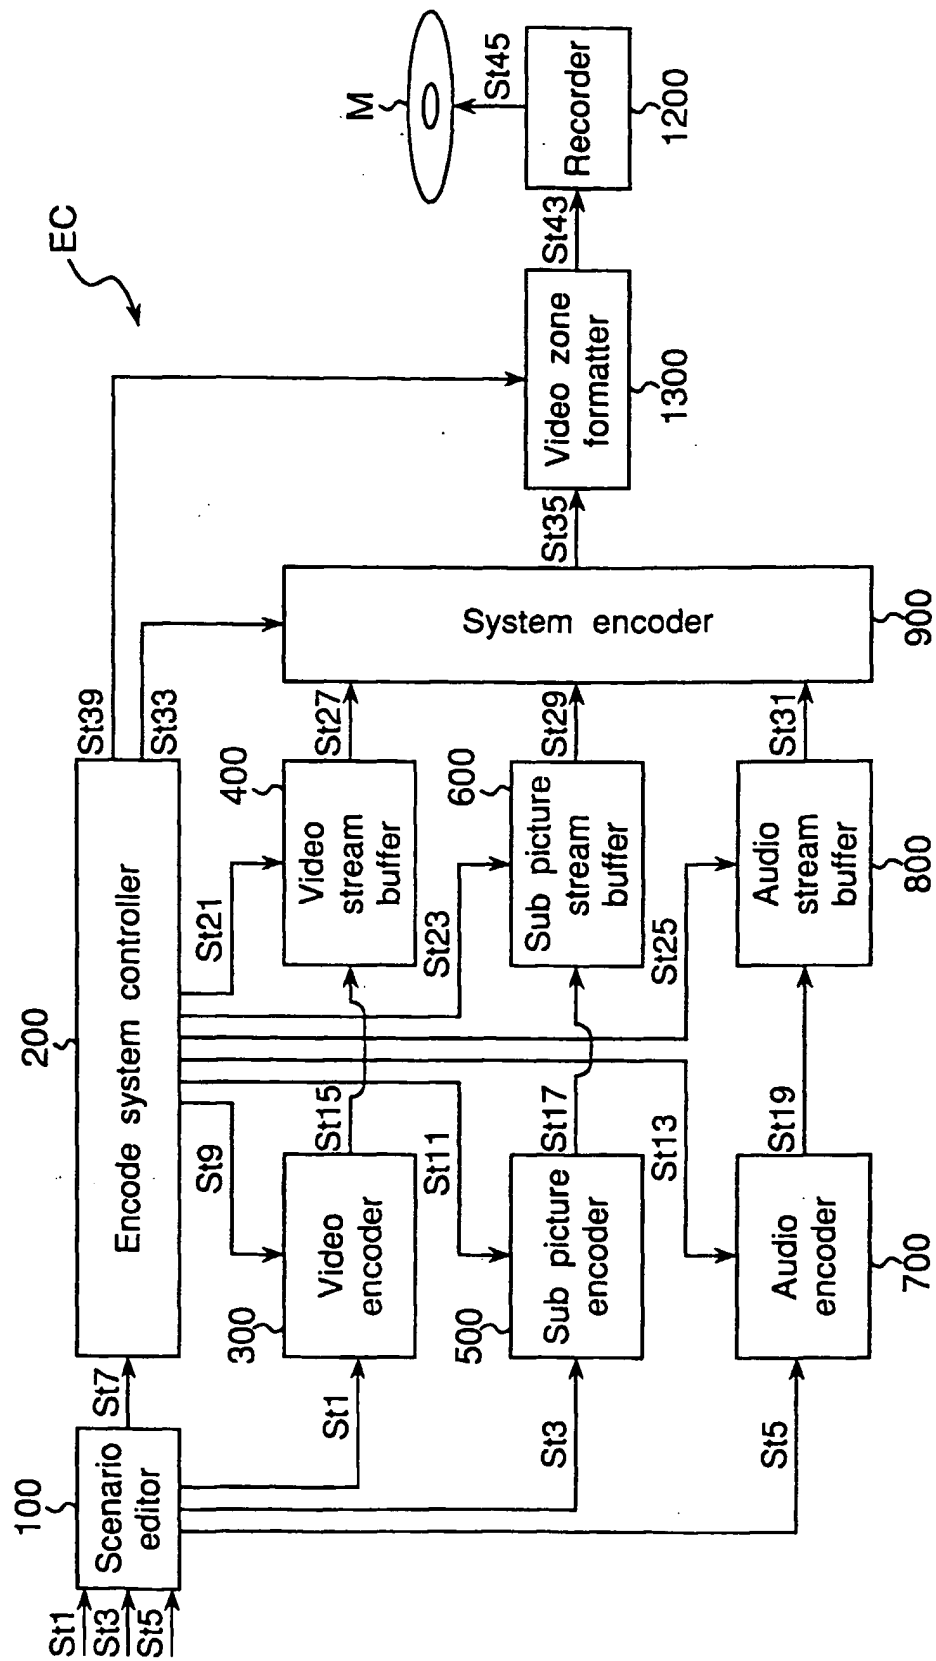 EC
St1
St3
St5
100
Scenario
editor
St7
200
Encode system controller
St39
St33
St9
St21
St11
St23
St13
St25
St1
300
Video
encoder
St15
400
Video
stream
buffer
St27
St3
500
Sub picture
encoder
St17
600
Sub picture
stream
buffer
St29
St5
Audio
encoder
700
St19
Audio
stream
buffer
800
St31
System encoder
900
St35
Video zone
formatter
1300
St43
Recorder
1200
St45
M